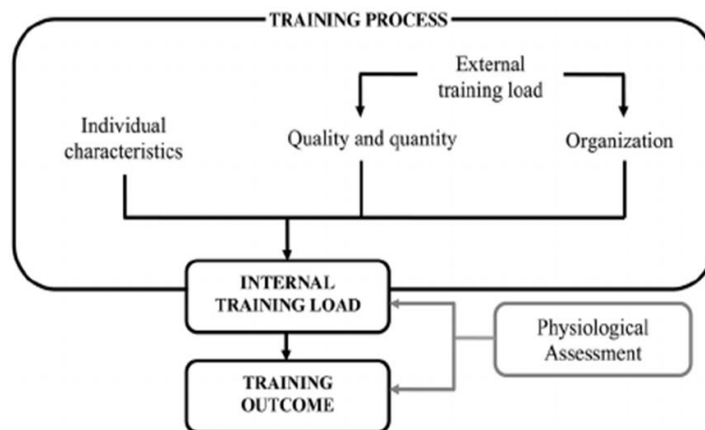 TRAINING PROCESS
External
training load
Individual
characteristics
Quality and quantity
Organization
INTERNAL
TRAINING LOAD
Physiological
Assessment
TRAINING
OUTCOME